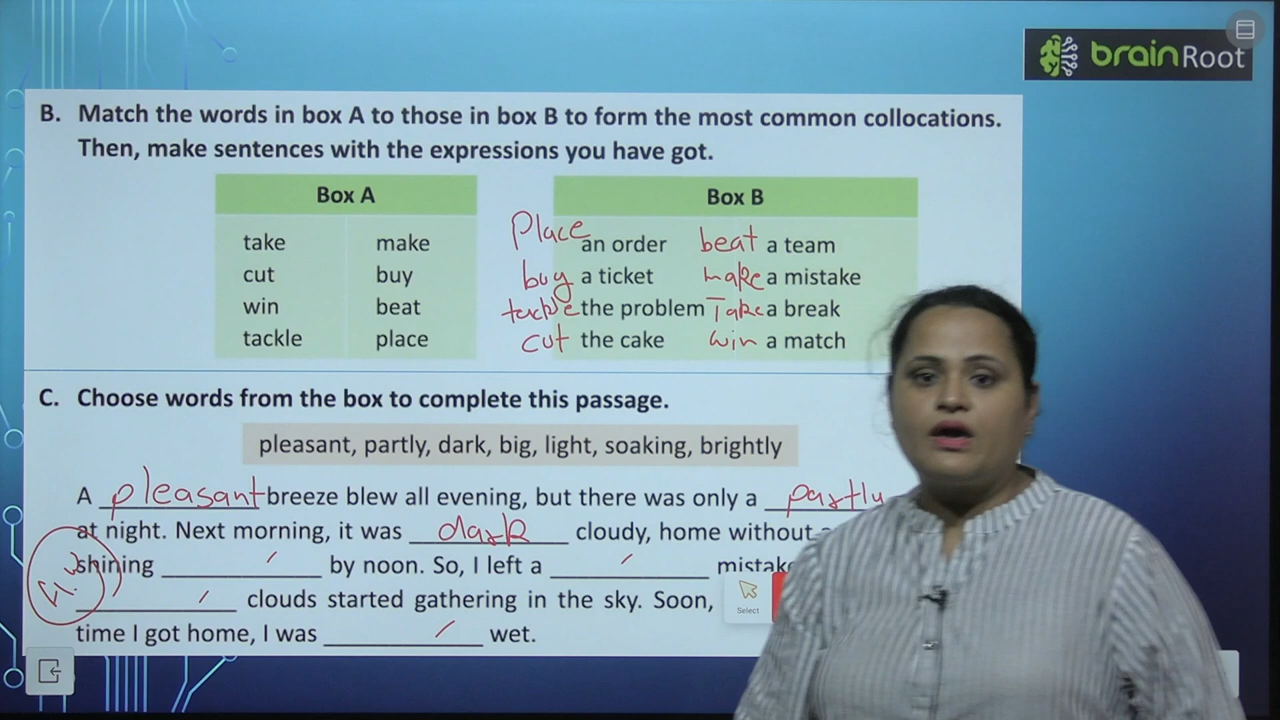 brainRoot
B. Match the words in box A to those in box B to form the most common collocations.
Then, make sentences with the expressions you have got.
Box A
take make
cut buy
win beat
tackle place
Box B
Place an order beat a team
buy a ticket make a mistake
tackle the problem Take a break
cut the cake win a match
C. Choose words from the box to complete this passage.
pleasant, partly, dark, big, light, soaking, brightly
A pleasant breeze blew all evening, but there was only a partly
at night. Next morning, it was dark cloudy, home without
shining by noon. So, I left a mistake
clouds started gathering in the sky. Soon,
time I got home, I was wet.
H.W
Select